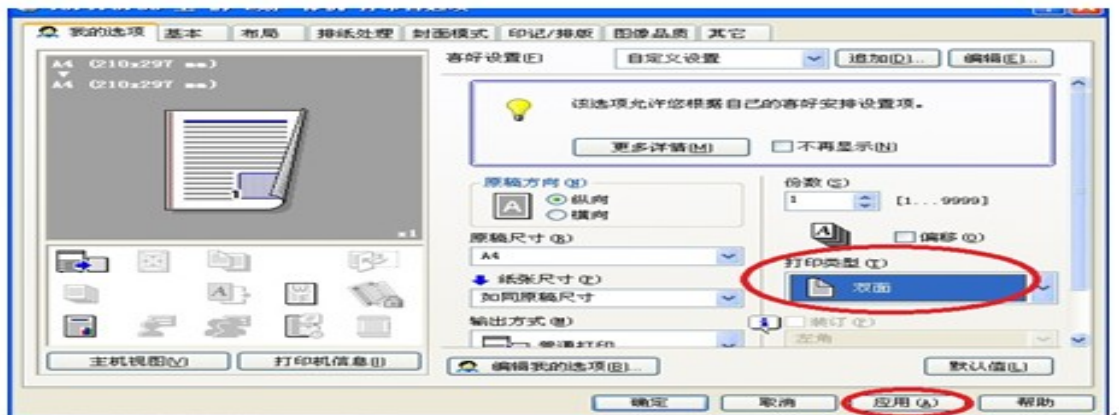 我的选项 基本 布局 排纸处理 封面模式 印记/排版 图像品质 其它
A4 (210x297 mm)
A4 (210x297 mm)
x1
主机视图(V) 打印机信息(I)
喜好设置(F) 自定义设置 追加(D)... 编辑(E)...
该选项允许您根据自己的喜好安排设置项。
更多详情(M) 不再显示(N)
原稿方向(H)
纵向
横向
原稿尺寸(R)
A4
纸张尺寸(P)
如同原稿尺寸
输出方式(W)
普通打印
份数(S)
1 [1...9999]
偏移(O)
打印类型(T)
双面
装订(P)
左角
编辑我的选项(B)... 默认值(L)
确定 取消 应用(A) 帮助